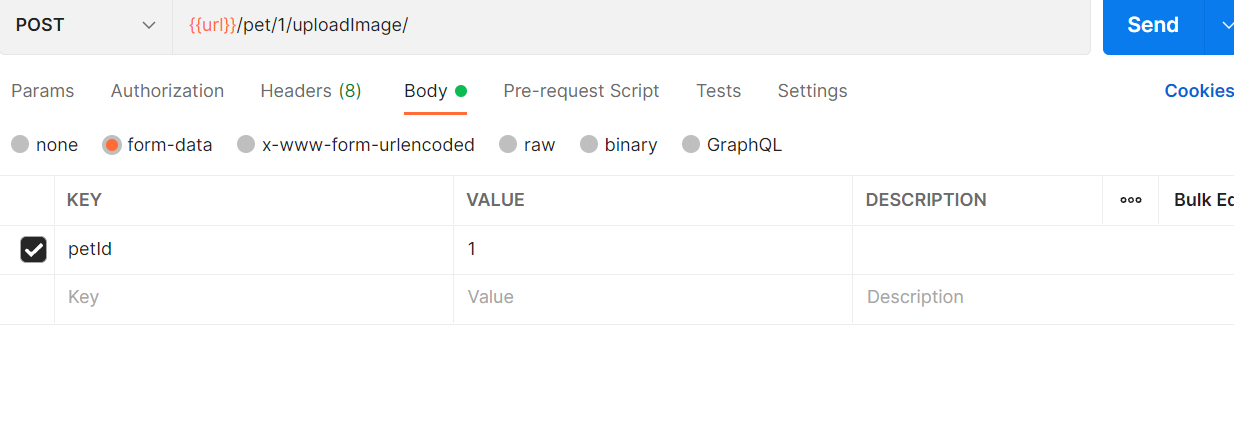 POST {{url}}/pet/1/uploadImage/ Send
Params Authorization Headers (8) Body Pre-request Script Tests Settings Cookies
none form-data x-www-form-urlencoded raw binary GraphQL
KEY VALUE DESCRIPTION ooo Bulk Ed
petId 1
Key Value Description